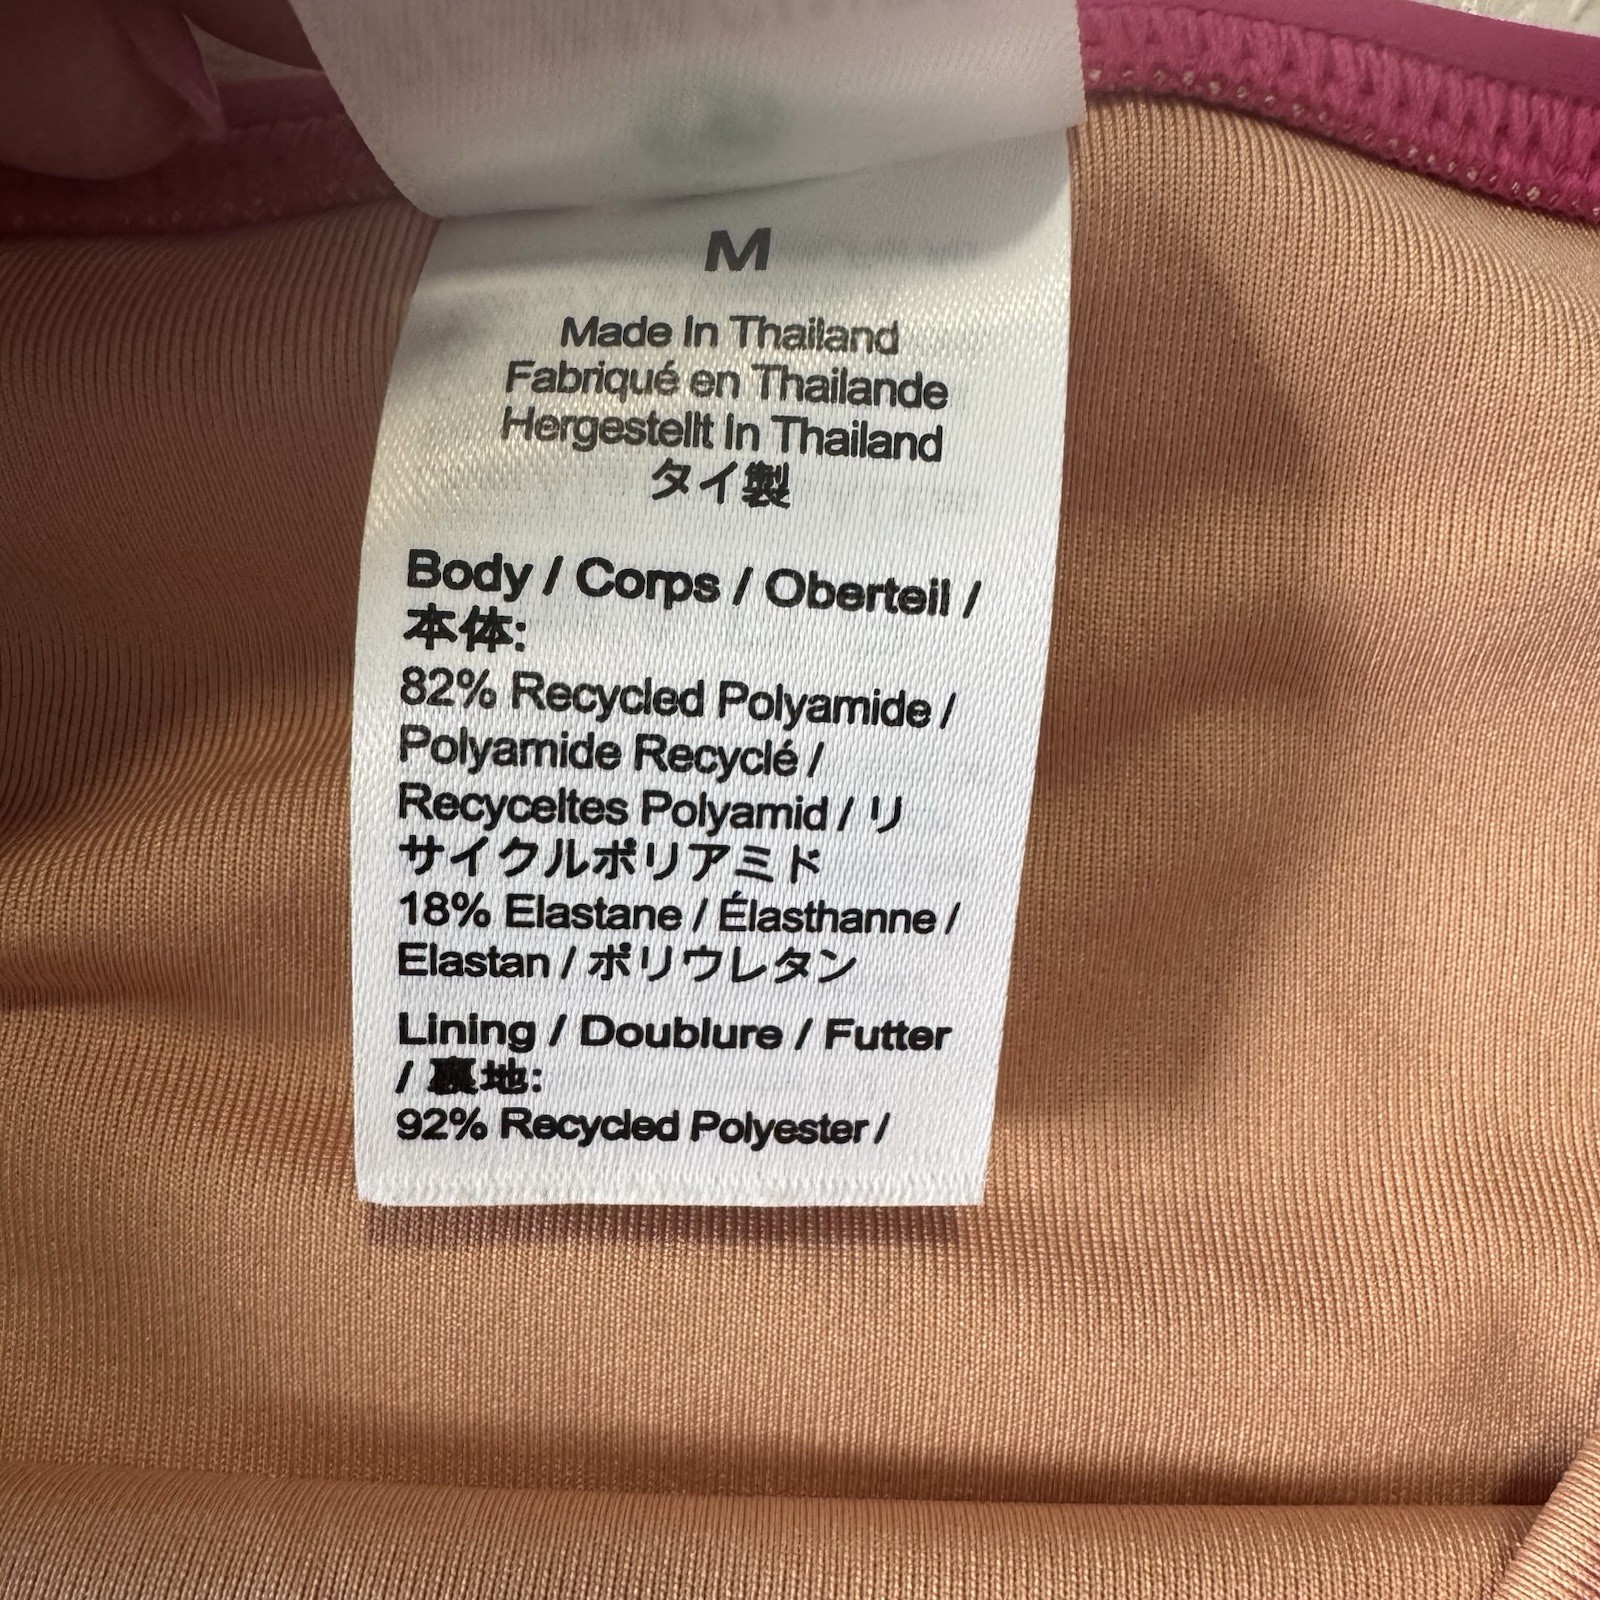 M
Made In Thailand
Fabriqué en Thailande
Hergestellt In Thailand
タイ製
Body / Corps / Oberteil /
本体:
82% Recycled Polyamide /
Polyamide Recyclé /
Recyceltes Polyamid / リ
サイクルポリアミド
18% Elastane / Élasthanne /
Elastan / ポリウレタン
Lining / Doublure / Futter
/ 裏地:
92% Recycled Polyester /